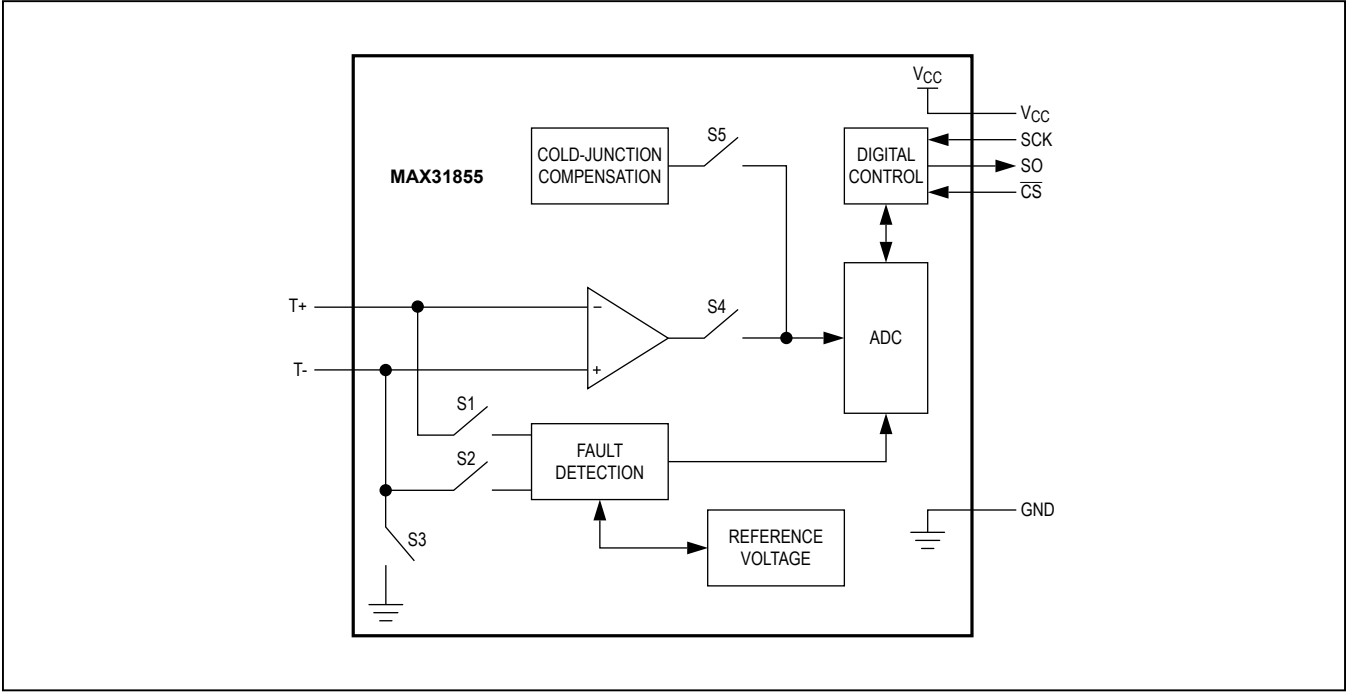 VCC
VCC
S5
SCK
COLD-JUNCTION
COMPENSATION
DIGITAL
CONTROL
SO
MAX31855
C̅S̅
T+
−
S4
ADC
T-
+
S1
FAULT
DETECTION
S2
GND
S3
REFERENCE
VOLTAGE